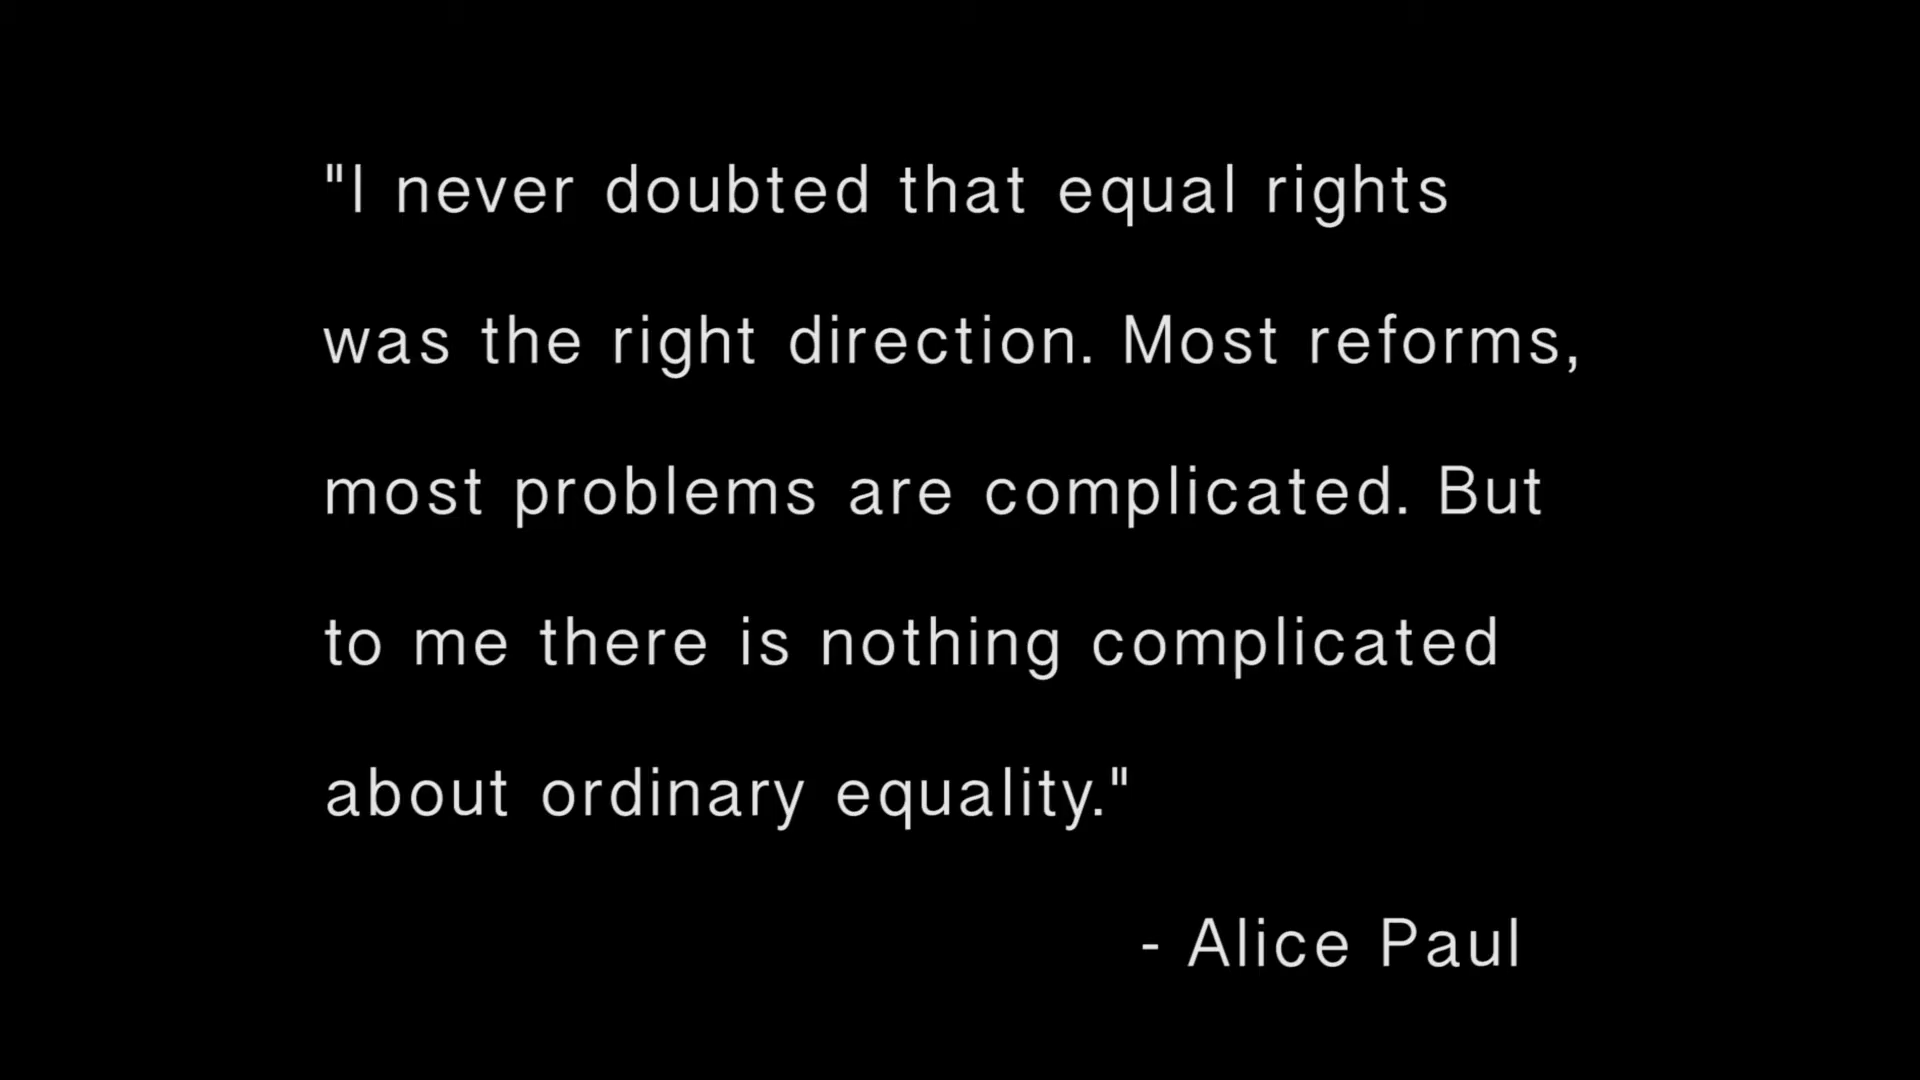 "I never doubted that equal rights
was the right direction. Most reforms,
most problems are complicated. But
to me there is nothing complicated
about ordinary equality."
- Alice Paul